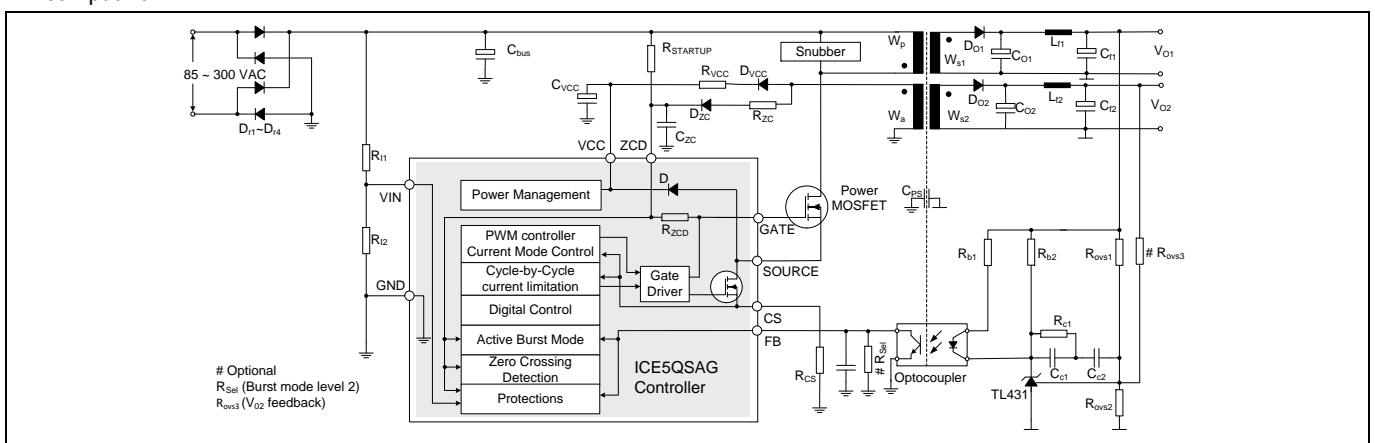 85 ~ 300 VAC
Dr1~Dr4
Cbus
RSTARTUP
Snubber
Wp
Ws1
DO1
CO1
Lf1
Cf1
VO1
CVCC
RVCC
DVCC
DZC
RZC
CZC
Wa
Ws2
DO2
CO2
Lf2
Cf2
VO2
VCC
ZCD
RI1
VIN
RI2
GND
Power Management
D
RZCD
GATE
Power
MOSFET
CPS
SOURCE
PWM controller
Current Mode Control
Cycle-by-Cycle
current limitation
Gate
Driver
Digital Control
CS
FB
Active Burst Mode
Zero Crossing
Detection
Protections
ICE5QSAG
Controller
RCS
# RSel
Optocoupler
Rb1
Rb2
Rovs1
# Rovs3
Rc1
Cc1
Cc2
TL431
Rovs2
# Optional
RSel (Burst mode level 2)
Rovs3 (V02 feedback)